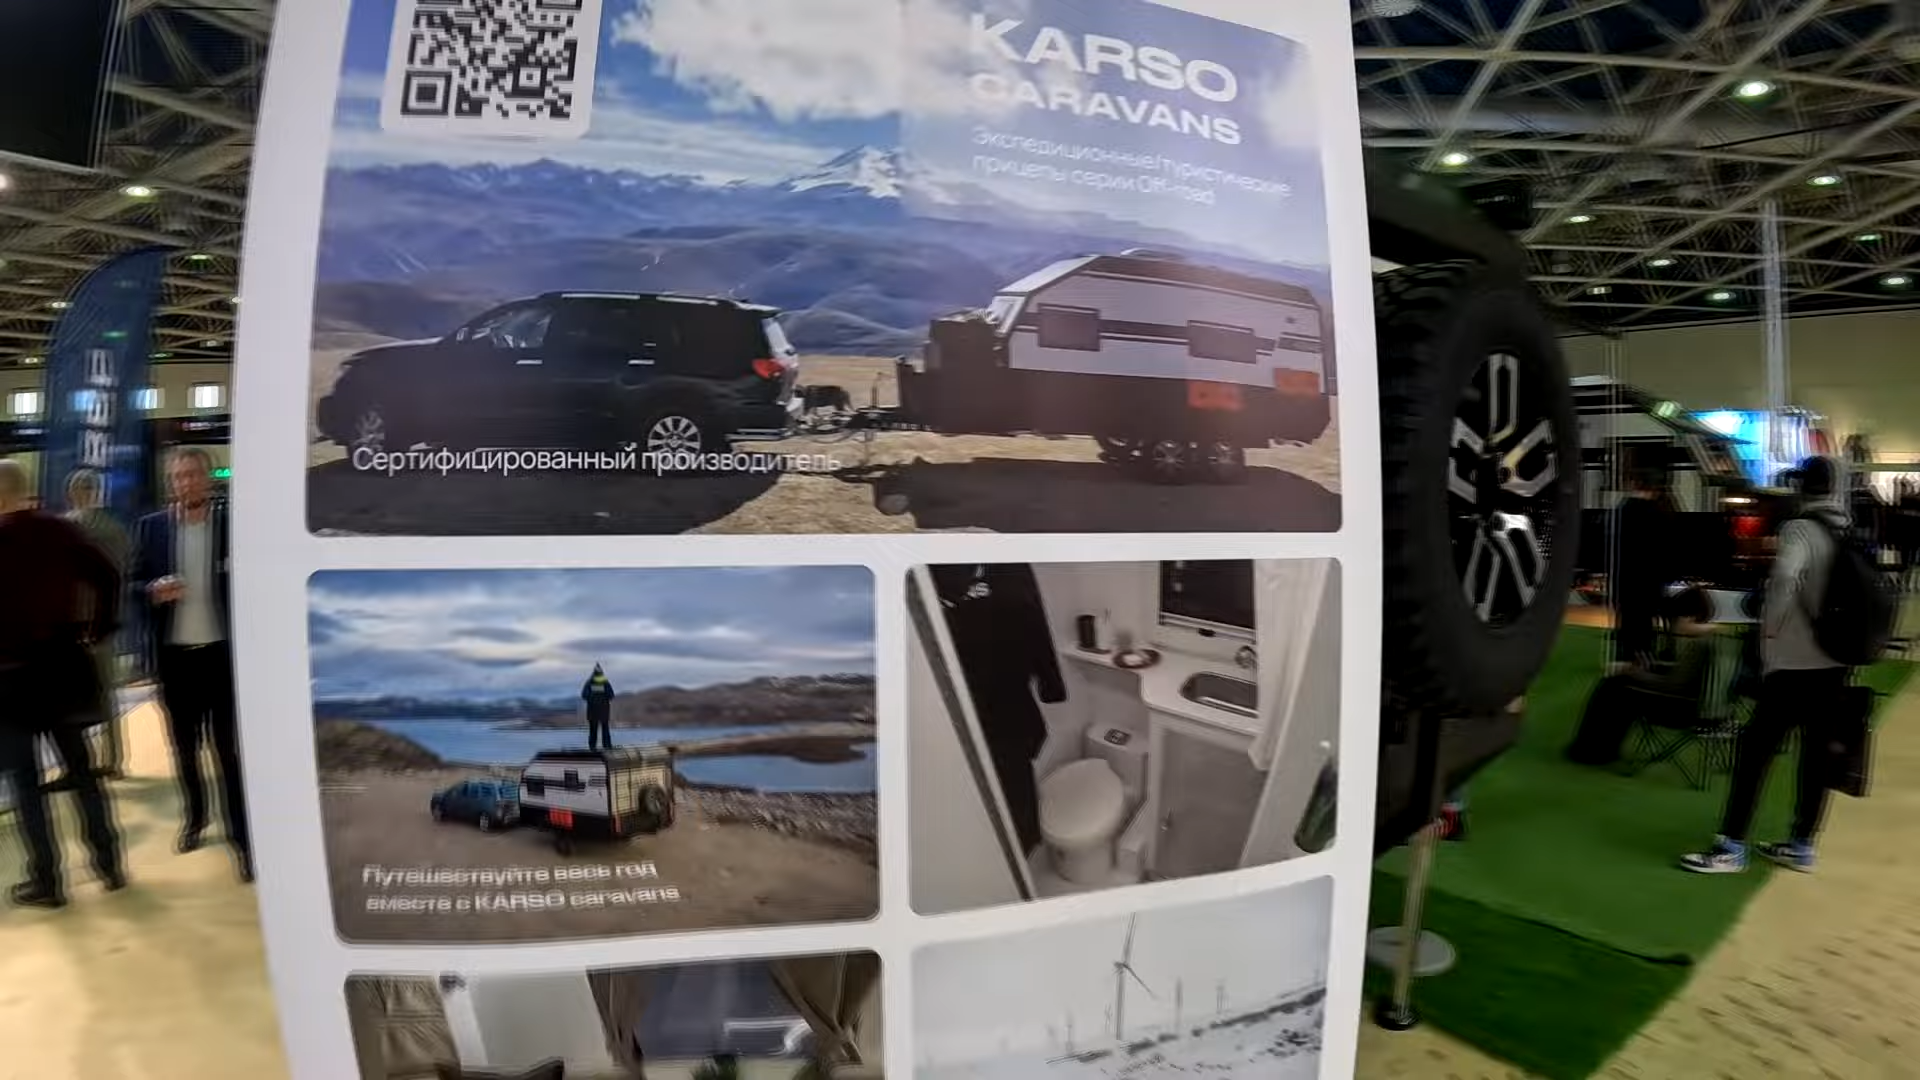 KARSO
CARAVANS
Экспедиционные/туристические
прицепы серии Off-road
Сертифицированный производитель
Путешествуйте весь год
вместе с KARSO caravans